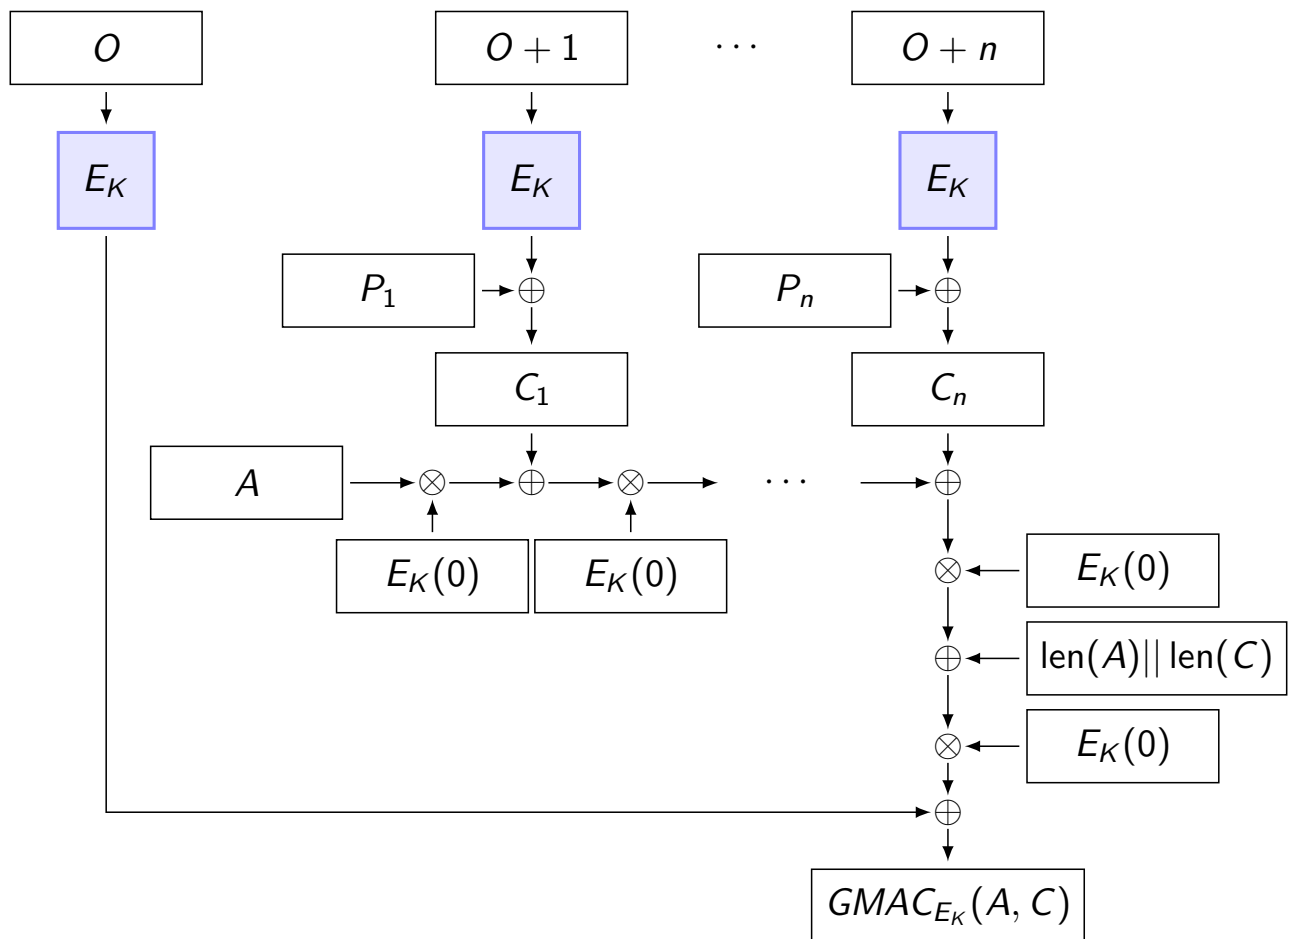 O O + 1 ⋯ O + n
E_K E_K E_K
P_1 P_n
C_1 C_n
A ⋯
E_K(0) E_K(0) E_K(0)
len(A)|| len(C)
E_K(0)
GMAC_{E_K}(A, C)